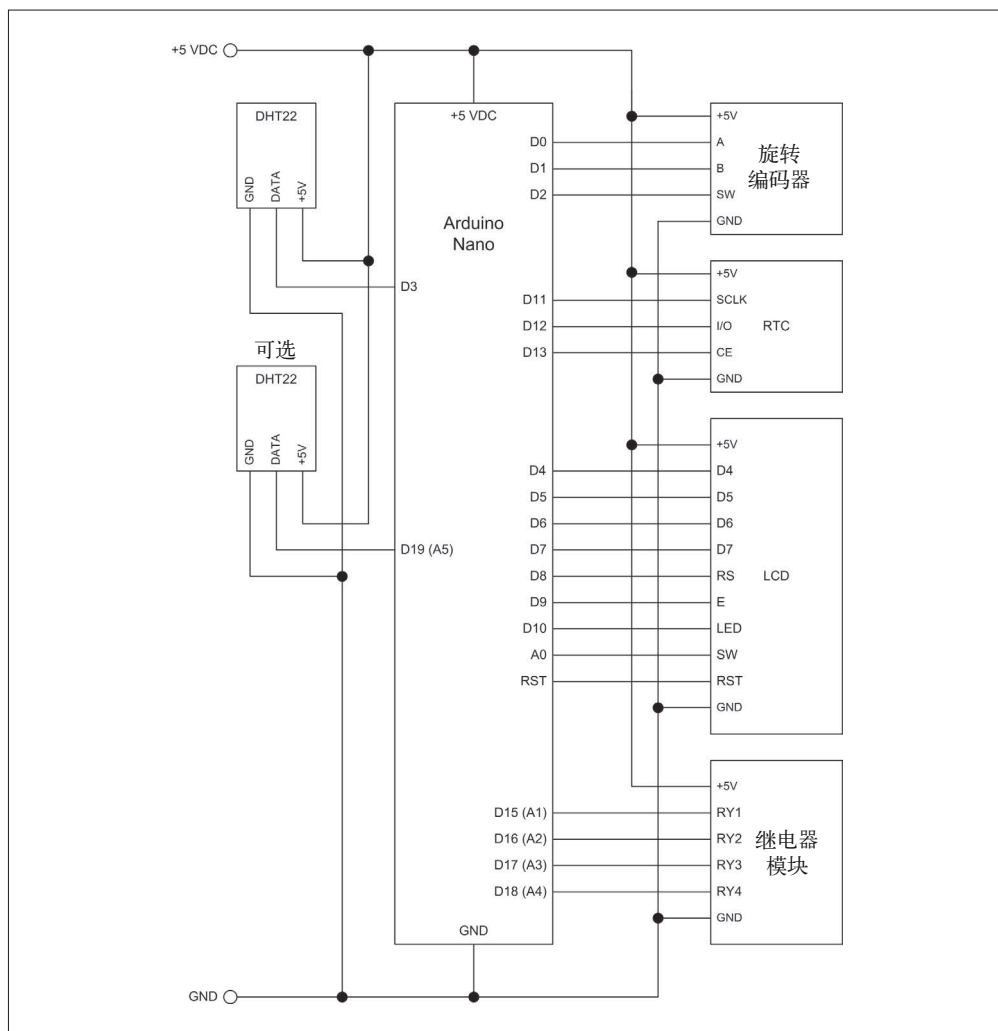 +5 VDC
DHT22
GND
DATA
+5V
可选
DHT22
GND
DATA
+5V
+5 VDC
Arduino
Nano
D3
D19 (A5)
D0
D1
D2
D11
D12
D13
D4
D5
D6
D7
D8
D9
D10
A0
RST
D15 (A1)
D16 (A2)
D17 (A3)
D18 (A4)
GND
+5V
A
B
SW
GND
旋转
编码器
+5V
SCLK
I/O
CE
GND
RTC
+5V
D4
D5
D6
D7
RS
E
LED
SW
RST
GND
LCD
+5V
RY1
RY2
RY3
RY4
GND
继电器
模块
GND